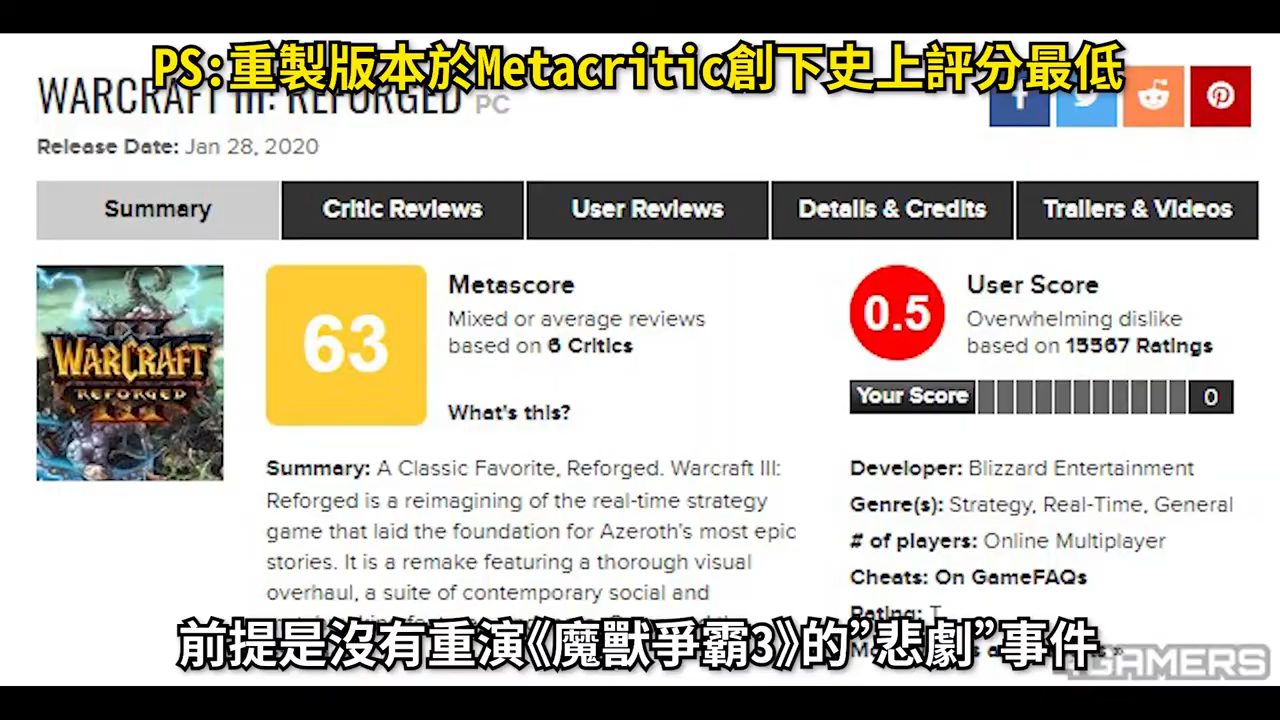 PS:重製版本於Metacritic創下史上評分最低
WARCRAFT III: REFORGED PC
Release Date: Jan 28, 2020
Summary
Critic Reviews
User Reviews
Details & Credits
Trailers & Videos
WARCRAFT
REFORGED
III
63
Metascore
Mixed or average reviews
based on 6 Critics
What's this?
0.5
User Score
Overwhelming dislike
based on 15567 Ratings
Your Score
0
Summary: A Classic Favorite, Reforged. Warcraft III:
Reforged is a reimagining of the real-time strategy
game that laid the foundation for Azeroth's most epic
stories. It is a remake featuring a thorough visual
overhaul, a suite of contemporary social and
Developer: Blizzard Entertainment
Genre(s): Strategy, Real-Time, General
# of players: Online Multiplayer
Cheats: On GameFAQs
Rating: T
前提是沒有重演《魔獸爭霸3》的”悲劇”事件
4GAMERS